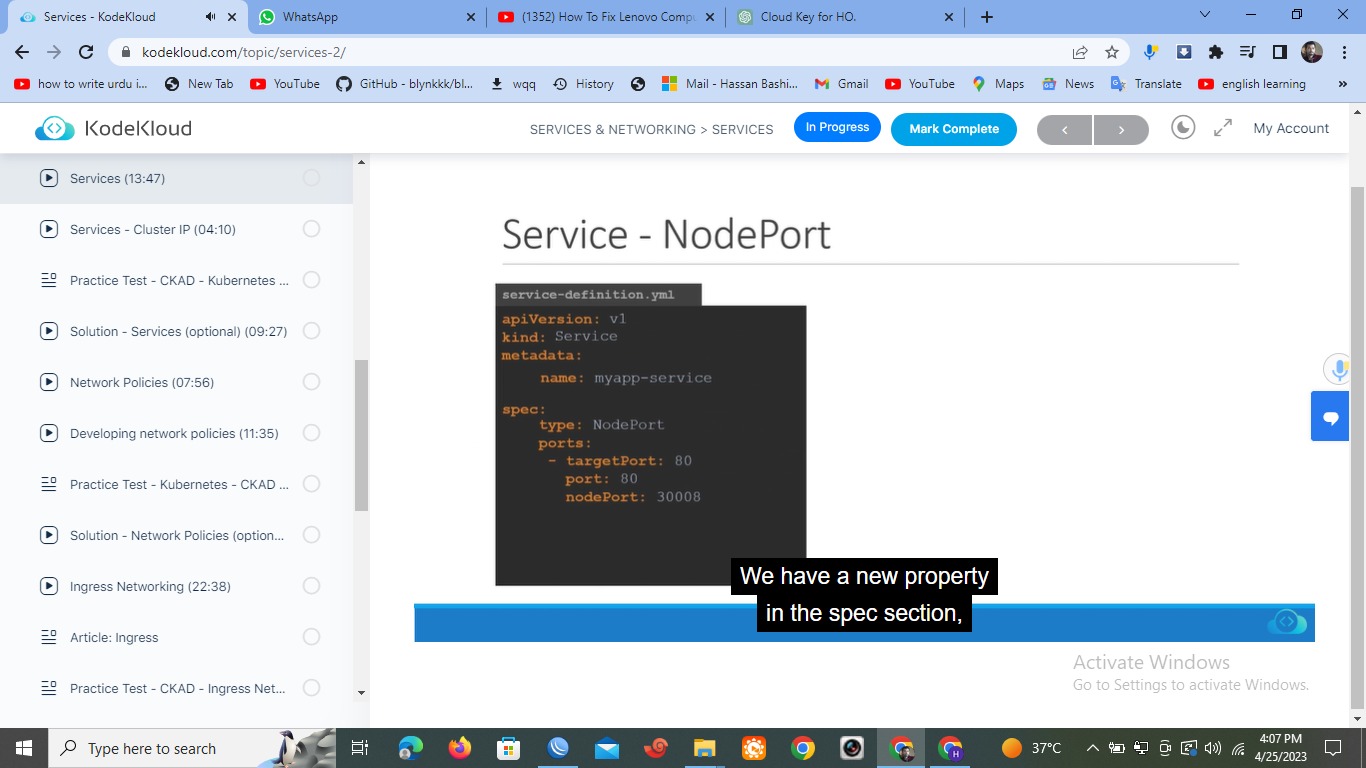 Services - KodeKloud
WhatsApp
(1352) How To Fix Lenovo Compu
Cloud Key for HO.
kodekloud.com/topic/services-2/
how to write urdu i...
New Tab
YouTube
GitHub - blynkkk/bl...
wqq
History
Mail - Hassan Bashi...
Gmail
YouTube
Maps
News
Translate
english learning
»
KodeKloud
SERVICES & NETWORKING > SERVICES
In Progress
Mark Complete
My Account
Services (13:47)
Services - Cluster IP (04:10)
Practice Test - CKAD - Kubernetes ...
Solution - Services (optional) (09:27)
Network Policies (07:56)
Developing network policies (11:35)
Practice Test - Kubernetes - CKAD ...
Solution - Network Policies (option...
Ingress Networking (22:38)
Article: Ingress
Practice Test - CKAD - Ingress Net...
Service - NodePort
service-definition.yml
apiVersion: v1
kind: Service
metadata:
name: myapp-service
spec:
type: NodePort
ports:
- targetPort: 80
port: 80
nodePort: 30008
We have a new property
in the spec section,
Activate Windows
Go to Settings to activate Windows.
Type here to search
37°C
4:07 PM
4/25/2023